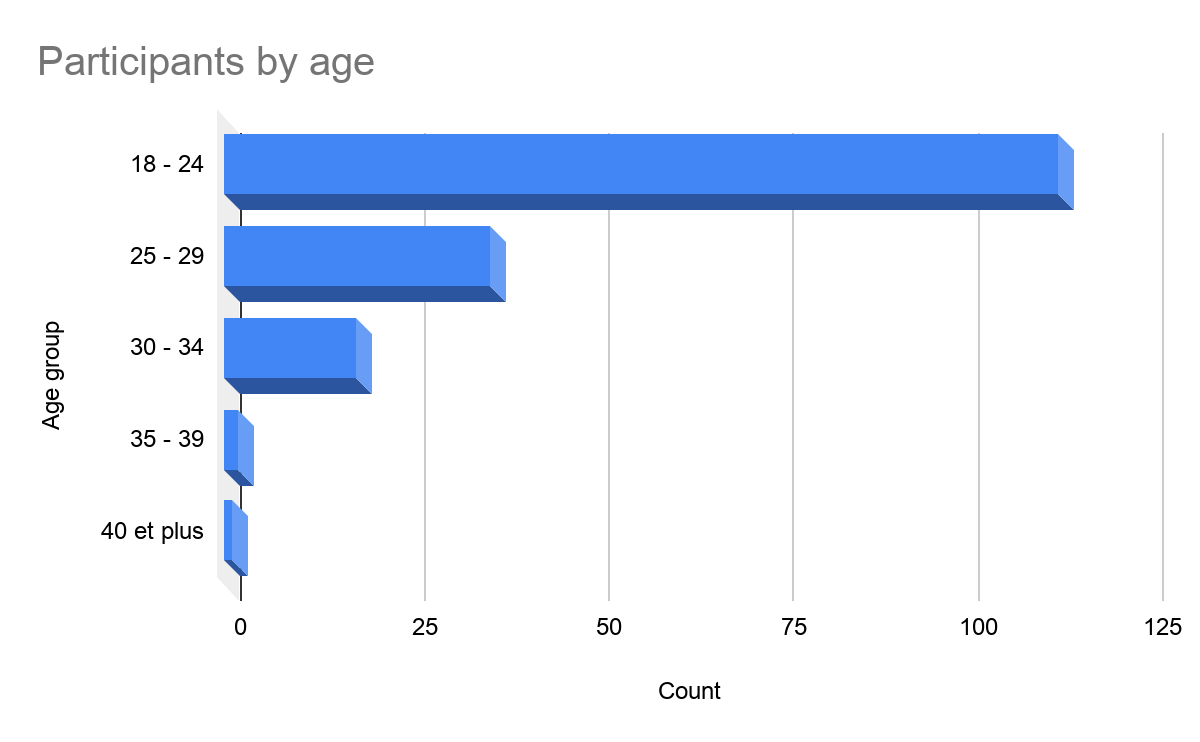 Participants by age
18 - 24
25 - 29
30 - 34
35 - 39
40 et plus
Age group
0
25
50
75
100
125
Count